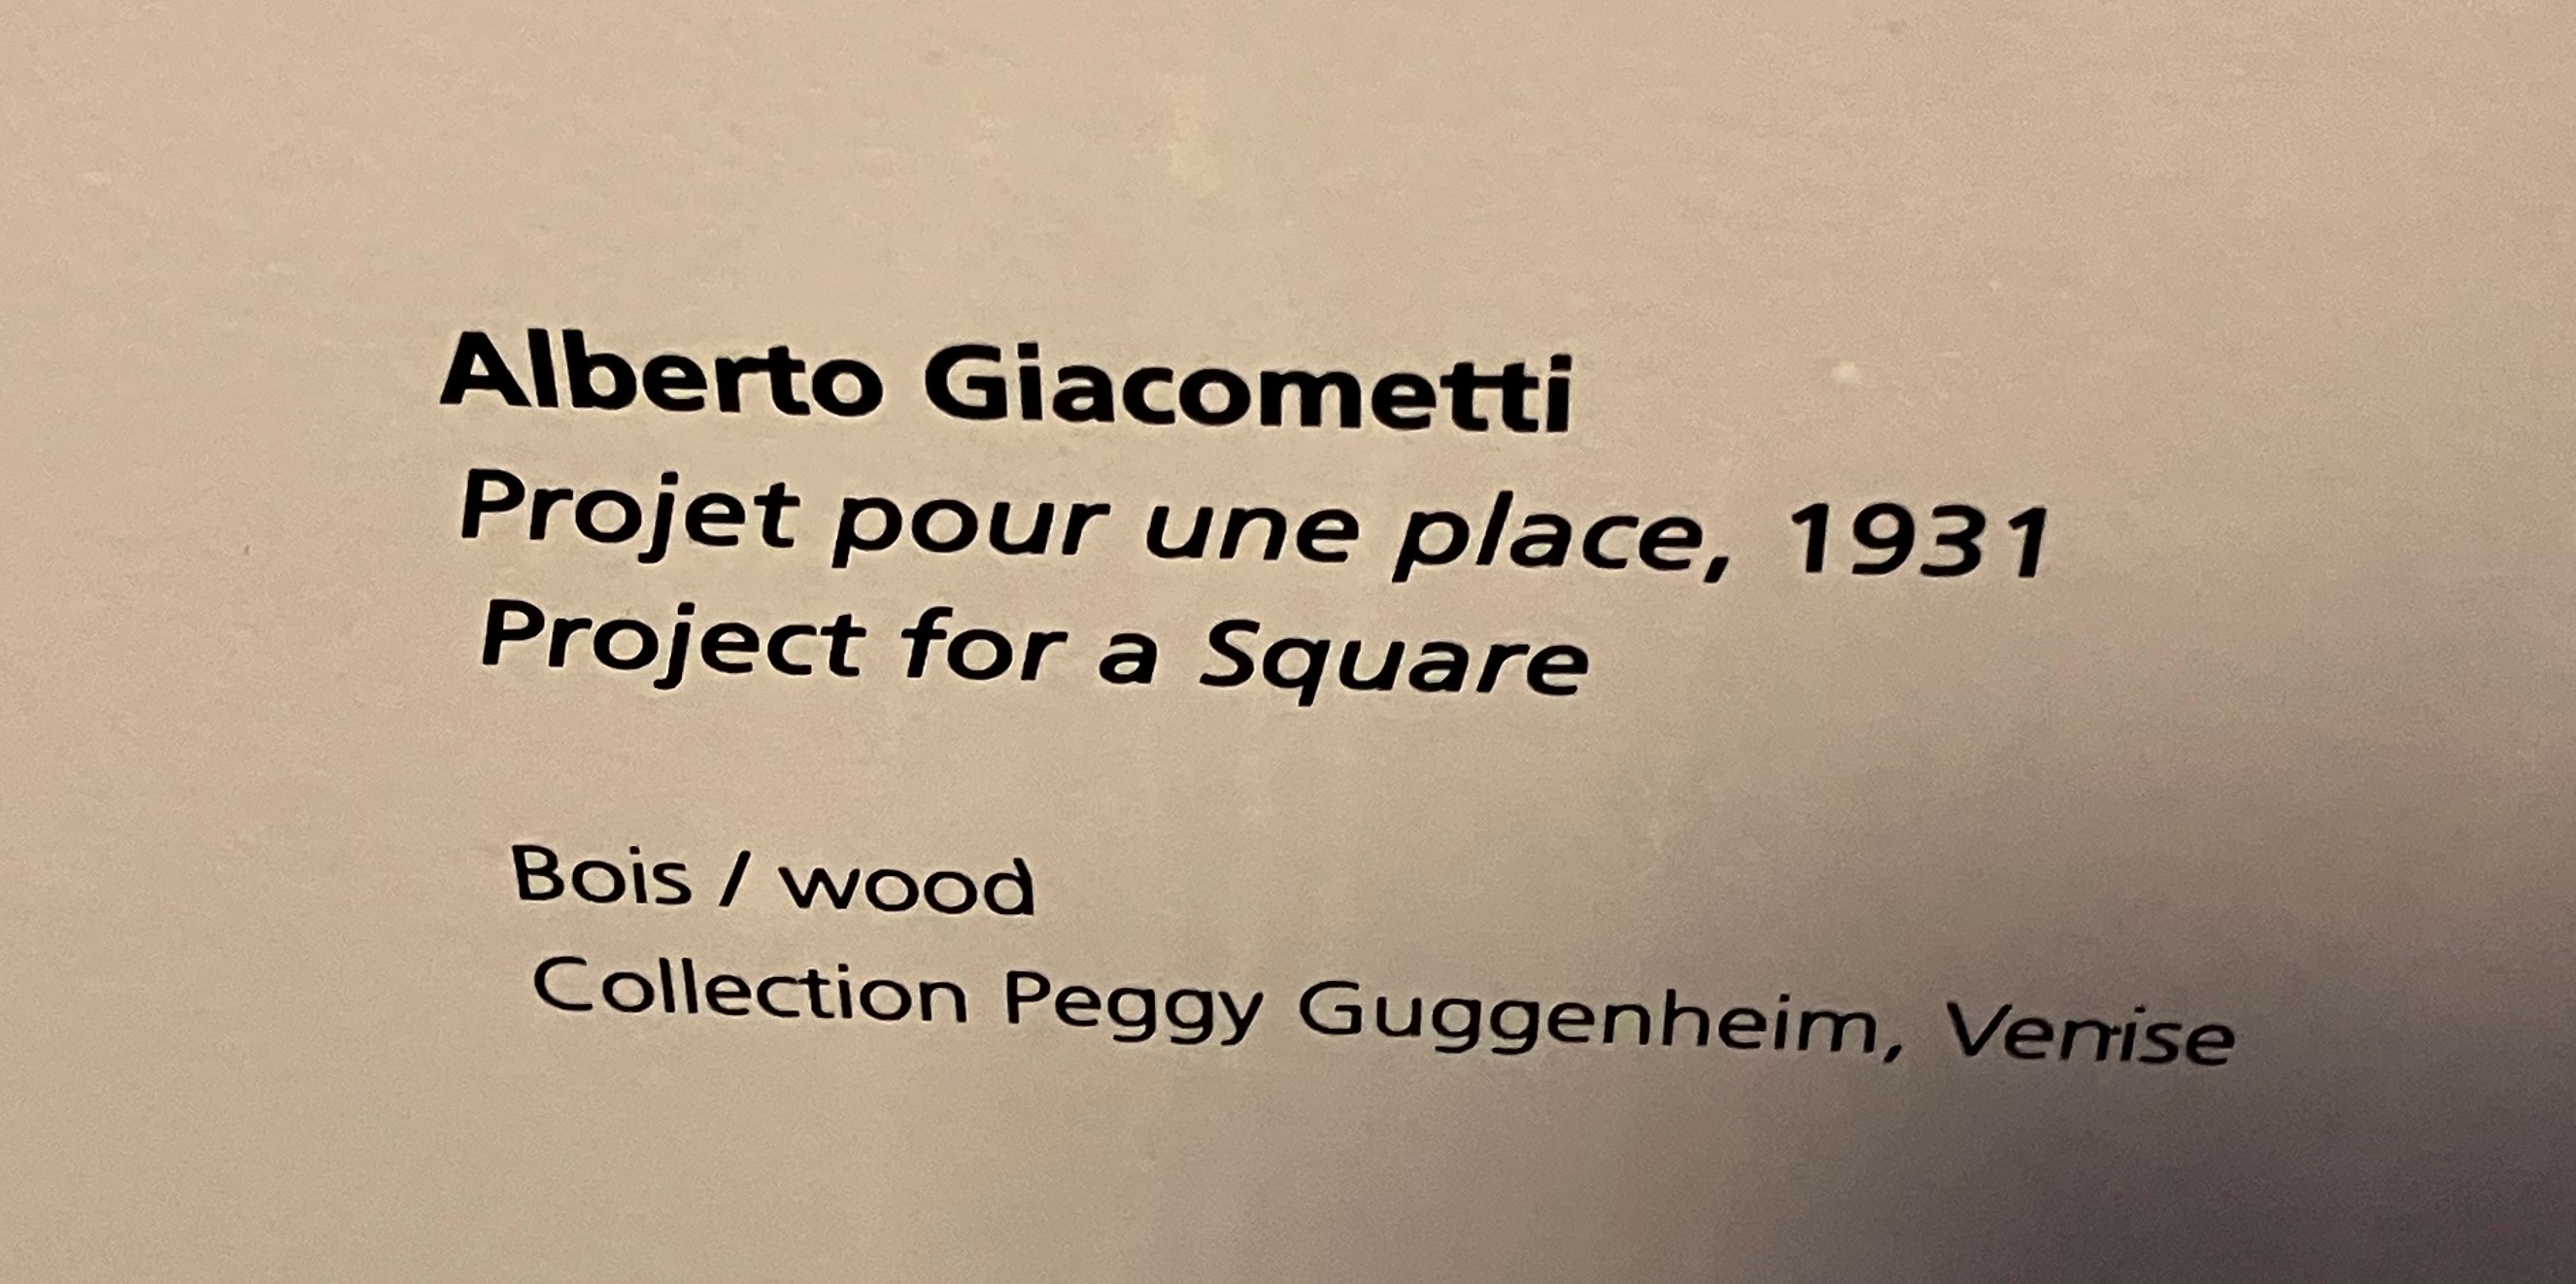 Alberto Giacometti
Projet pour une place, 1931
Project for a Square
Bois / wood
Collection Peggy Guggenheim, Venise